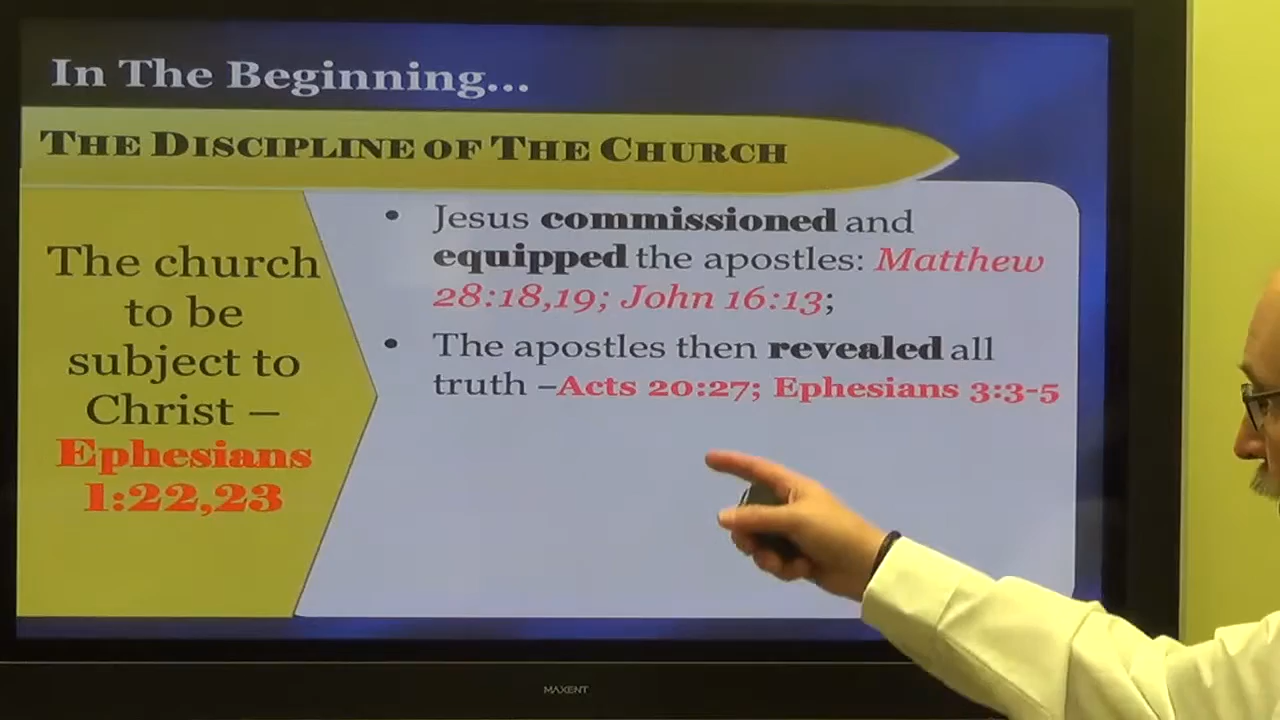 In The Beginning...
THE DISCIPLINE OF THE CHURCH
The church
to be
subject to
Christ –
Ephesians
1:22,23
• Jesus commissioned and
equipped the apostles: Matthew
28:18,19; John 16:13;
• The apostles then revealed all
truth –Acts 20:27; Ephesians 3:3-5
MAXENT